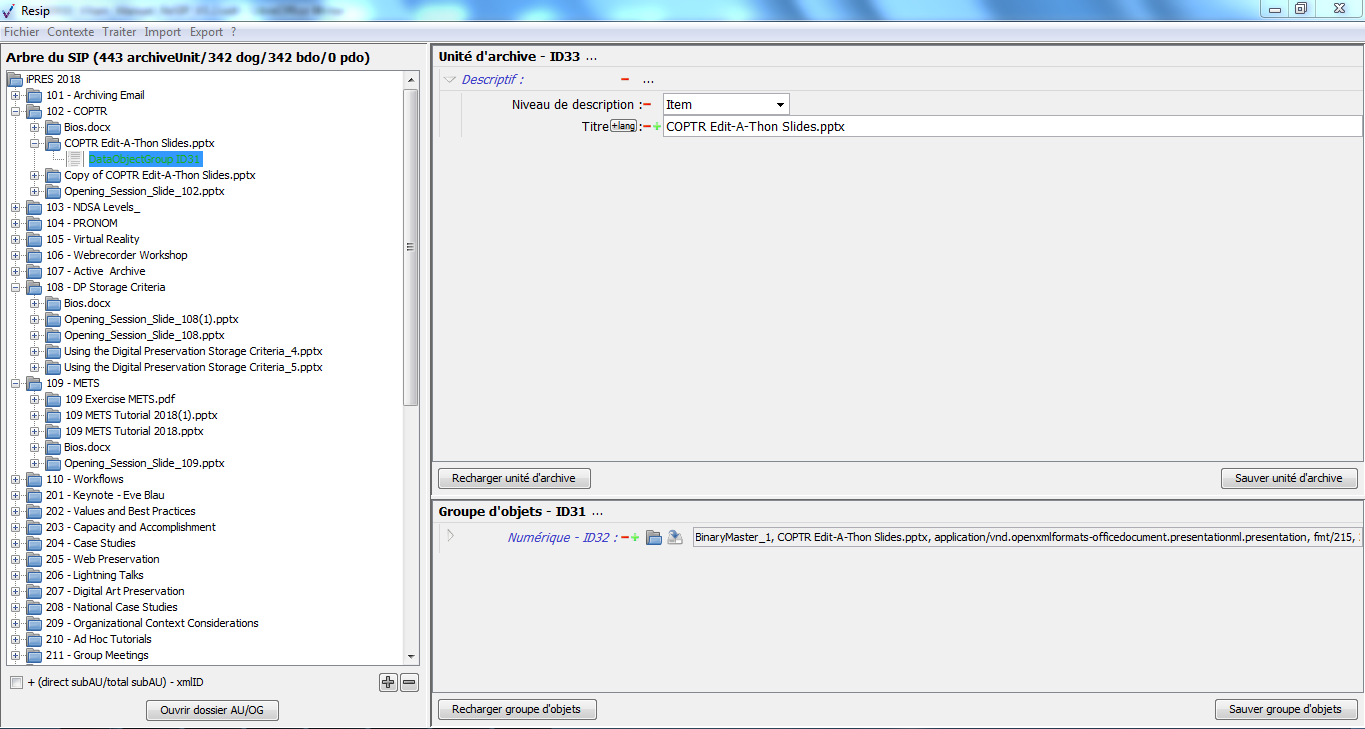 Resip
Fichier Contexte Traiter Import Export ?
Arbre du SIP (443 archiveUnit/342 dog/342 bdo/0 pdo)
iPRES 2018
101 - Archiving Email
102 - COPTR
Bios.docx
COPTR Edit-A-Thon Slides.pptx
DataObjectGroup ID31
Copy of COPTR Edit-A-Thon Slides.pptx
Opening_Session_Slide_102.pptx
103 - NDSA Levels_
104 - PRONOM
105 - Virtual Reality
106 - Webrecorder Workshop
107 - Active  Archive
108 - DP Storage Criteria
Bios.docx
Opening_Session_Slide_108(1).pptx
Opening_Session_Slide_108.pptx
Using the Digital Preservation Storage Criteria_4.pptx
Using the Digital Preservation Storage Criteria_5.pptx
109 - METS
109 Exercise METS.pdf
109 METS Tutorial 2018(1).pptx
109 METS Tutorial 2018.pptx
Bios.docx
Opening_Session_Slide_109.pptx
110 - Workflows
201 - Keynote - Eve Blau
202 - Values and Best Practices
203 - Capacity and Accomplishment
204 - Case Studies
205 - Web Preservation
206 - Lightning Talks
207 - Digital Art Preservation
208 - National Case Studies
209 - Organizational Context Considerations
210 - Ad Hoc Tutorials
211 - Group Meetings
+ (direct subAU/total subAU) - xmlID
Ouvrir dossier AU/OG
Unité d'archive - ID33 ...
Descriptif : ...
Niveau de description : Item
Titre +lang : COPTR Edit-A-Thon Slides.pptx
Recharger unité d'archive
Sauver unité d'archive
Groupe d'objets - ID31 ...
Numérique - ID32 : BinaryMaster_1, COPTR Edit-A-Thon Slides.pptx, application/vnd.openxmlformats-officedocument.presentationml.presentation, fmt/215,
Recharger groupe d'objets
Sauver groupe d'objets